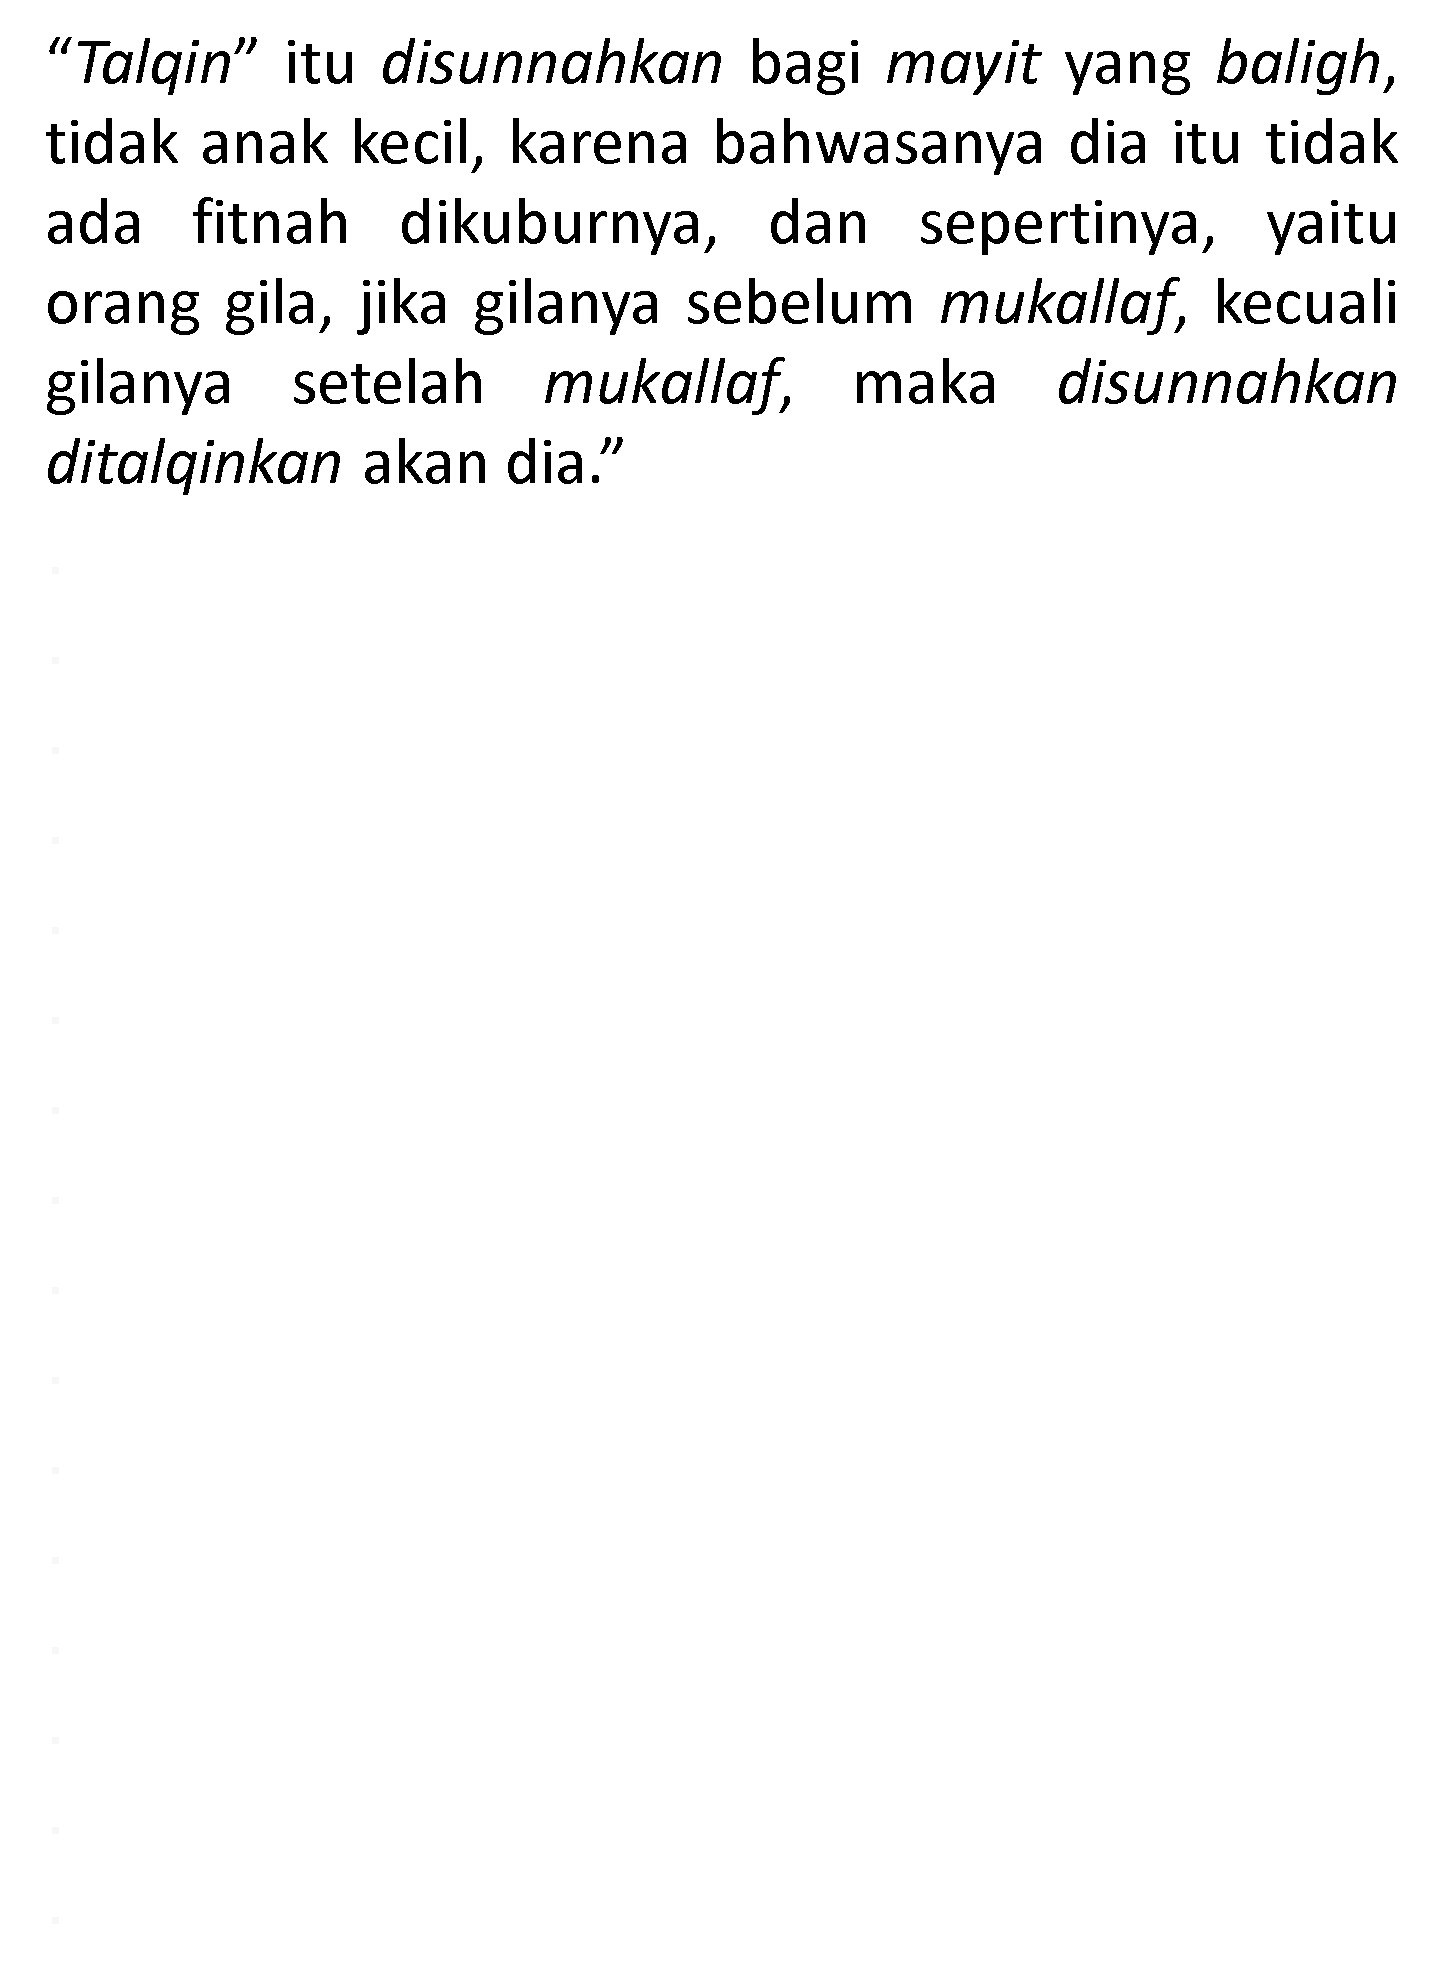 “Talqin” itu disunnahkan bagi mayit yang baligh,
tidak anak kecil, karena bahwasanya dia itu tidak
ada fitnah dikuburnya, dan sepertinya, yaitu
orang gila, jika gilanya sebelum mukallaf, kecuali
gilanya setelah mukallaf, maka disunnahkan
ditalqinkan akan dia.”